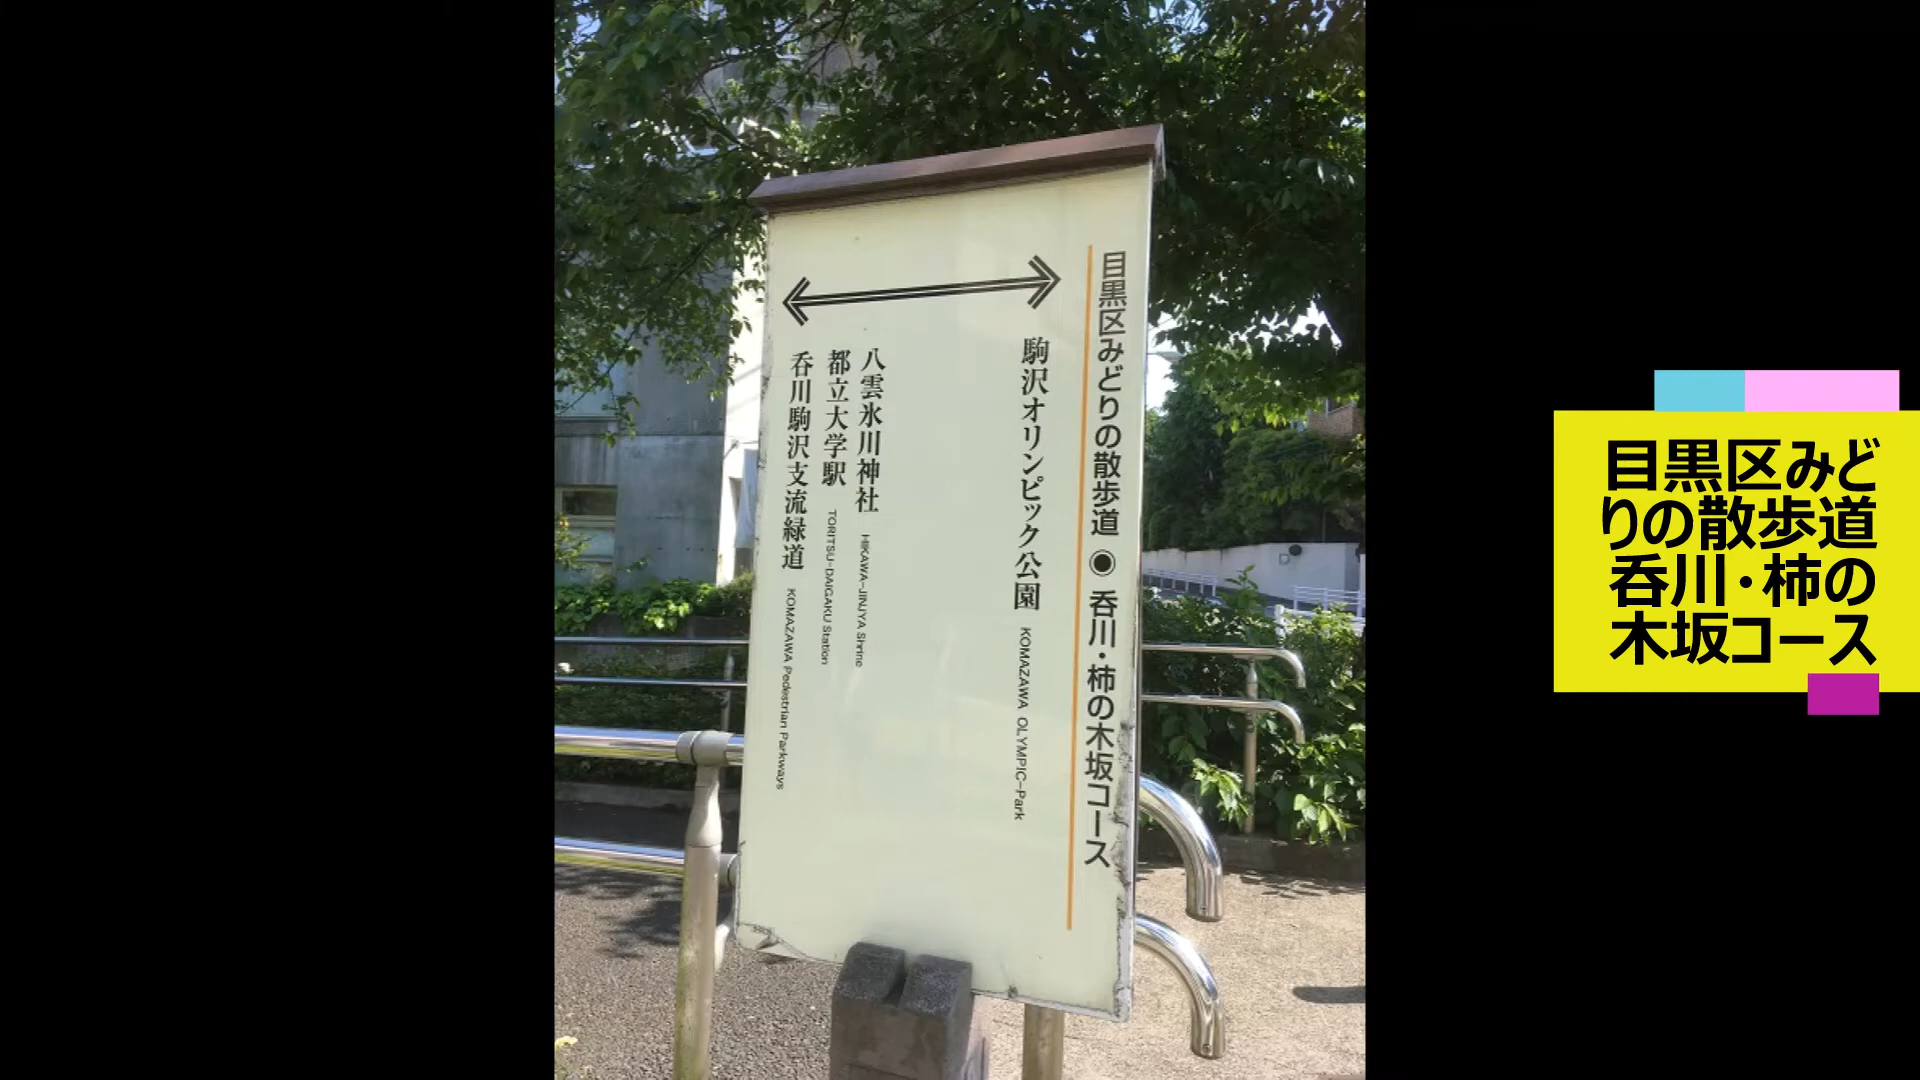 目黒区みどりの散歩道 ◉ 呑川・柿の木坂コース
駒沢オリンピック公園 KOMAZAWA OLYMPIC-Park
八雲氷川神社 HIKAWA-JINJYA Shrine
都立大学駅 TORITSU-DAIGAKU Station
呑川駒沢支流緑道 KOMAZAWA Pedestrian Parkways
目黒区みど
りの散歩道
呑川・柿の
木坂コース